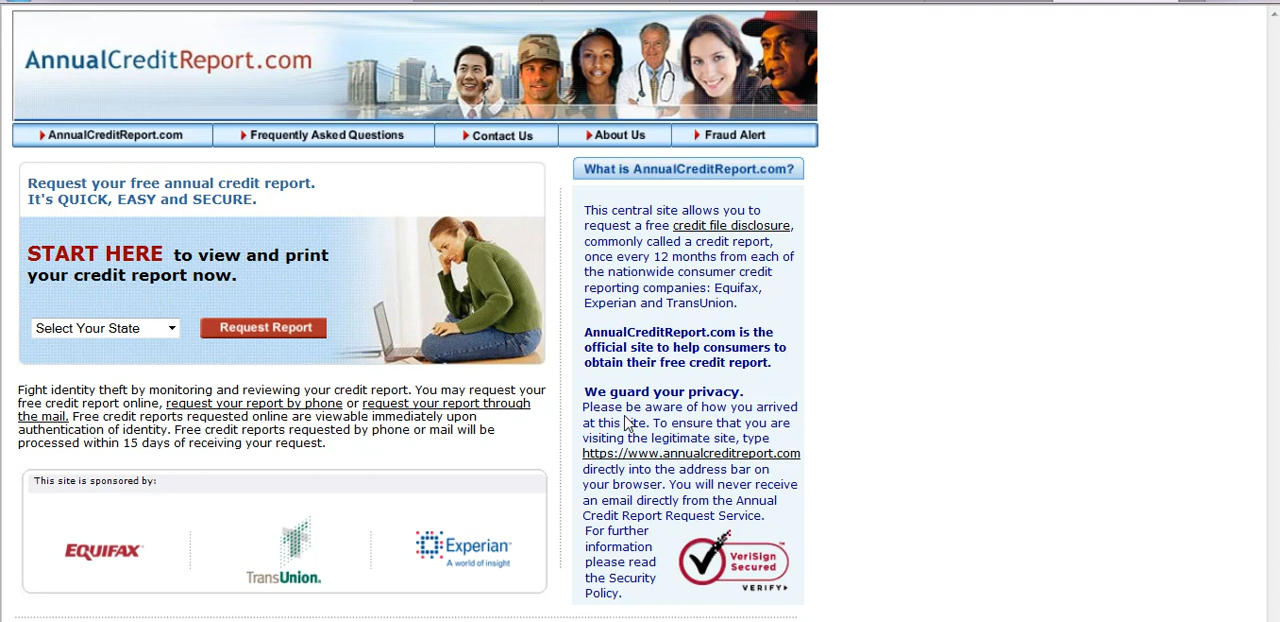 AnnualCreditReport.com
AnnualCreditReport.com
Frequently Asked Questions
Contact Us
About Us
Fraud Alert
Request your free annual credit report.
It's QUICK, EASY and SECURE.
START HERE to view and print
your credit report now.
Select Your State
Request Report
Fight identity theft by monitoring and reviewing your credit report. You may request your
free credit report online, request your report by phone or request your report through
the mail. Free credit reports requested online are viewable immediately upon
authentication of identity. Free credit reports requested by phone or mail will be
processed within 15 days of receiving your request.
This site is sponsored by:
EQUIFAX
TransUnion.
Experian™
A world of insight
What is AnnualCreditReport.com?
This central site allows you to
request a free credit file disclosure,
commonly called a credit report,
once every 12 months from each of
the nationwide consumer credit
reporting companies: Equifax,
Experian and TransUnion.
AnnualCreditReport.com is the
official site to help consumers to
obtain their free credit report.
We guard your privacy.
Please be aware of how you arrived
at this site. To ensure that you are
visiting the legitimate site, type
https://www.annualcreditreport.com
directly into the address bar on
your browser. You will never receive
an email directly from the Annual
Credit Report Request Service.
For further
information
please read
the Security
Policy.
VeriSign
Secured
VERIFY